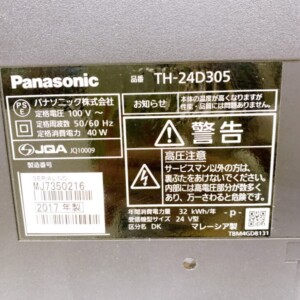 Panasonic
品番 TH-24D305
パナソニック株式会社
定格電圧 100 V〜
定格周波数 50/60 Hz
定格消費電力 40 W
PS
E
JQA JQ10009
製造番号
SERIAL NO.
MJ7350216
2017年製
お知らせ
本体の温度が高くなりますが
性能・品質には問題ありません。
警告
高圧注意
サービスマン以外の方は、
裏ぶたをあけないでください。
内部には高電圧部分が数多く
あり、万一さわると危険です。
年間消費電力量 32 kWh/年 -p-
受信機型サイズ 24 V型
区分名 DK マレーシア製
TBM4GD8131